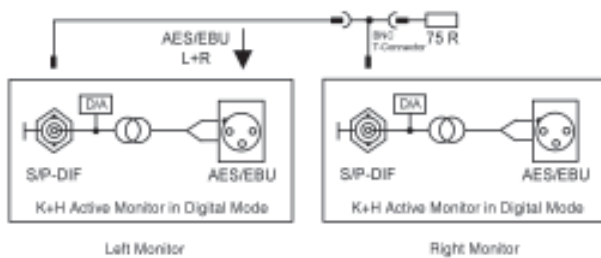 AES/EBU
L+R
BNC
T-Connector
75 R
D/A
S/P-DIF
AES/EBU
K+H Active Monitor in Digital Mode
Left Monitor
D/A
S/P-DIF
AES/EBU
K+H Active Monitor in Digital Mode
Right Monitor